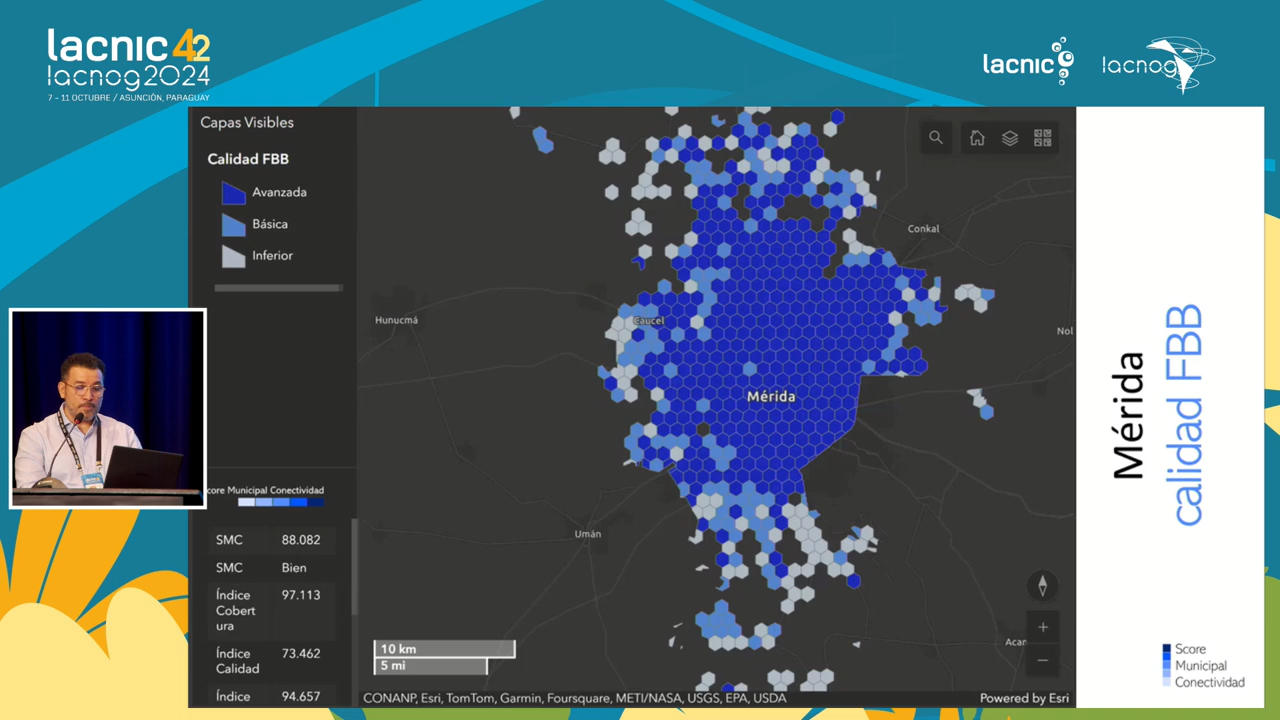 lacnic 42
lacnog2024
7 - 11 OCTUBRE / ASUNCIÓN, PARAGUAY
lacnic
lacnog
Capas Visibles
Calidad FBB
Avanzada
Básica
Inferior
core Municipal Conectividad
SMC 88.082
SMC Bien
Índice
Cobert
ura
97.113
Índice
Calidad
73.462
Índice 94.657
Conkal
Hunucmá
Caucel
Nol
Mérida
Umán
Acan
10 km
5 mi
CONANP, Esri, TomTom, Garmin, Foursquare, METI/NASA, USGS, EPA, USDA
Powered by Esri
Mérida
calidad FBB
Score
Municipal
Conectividad